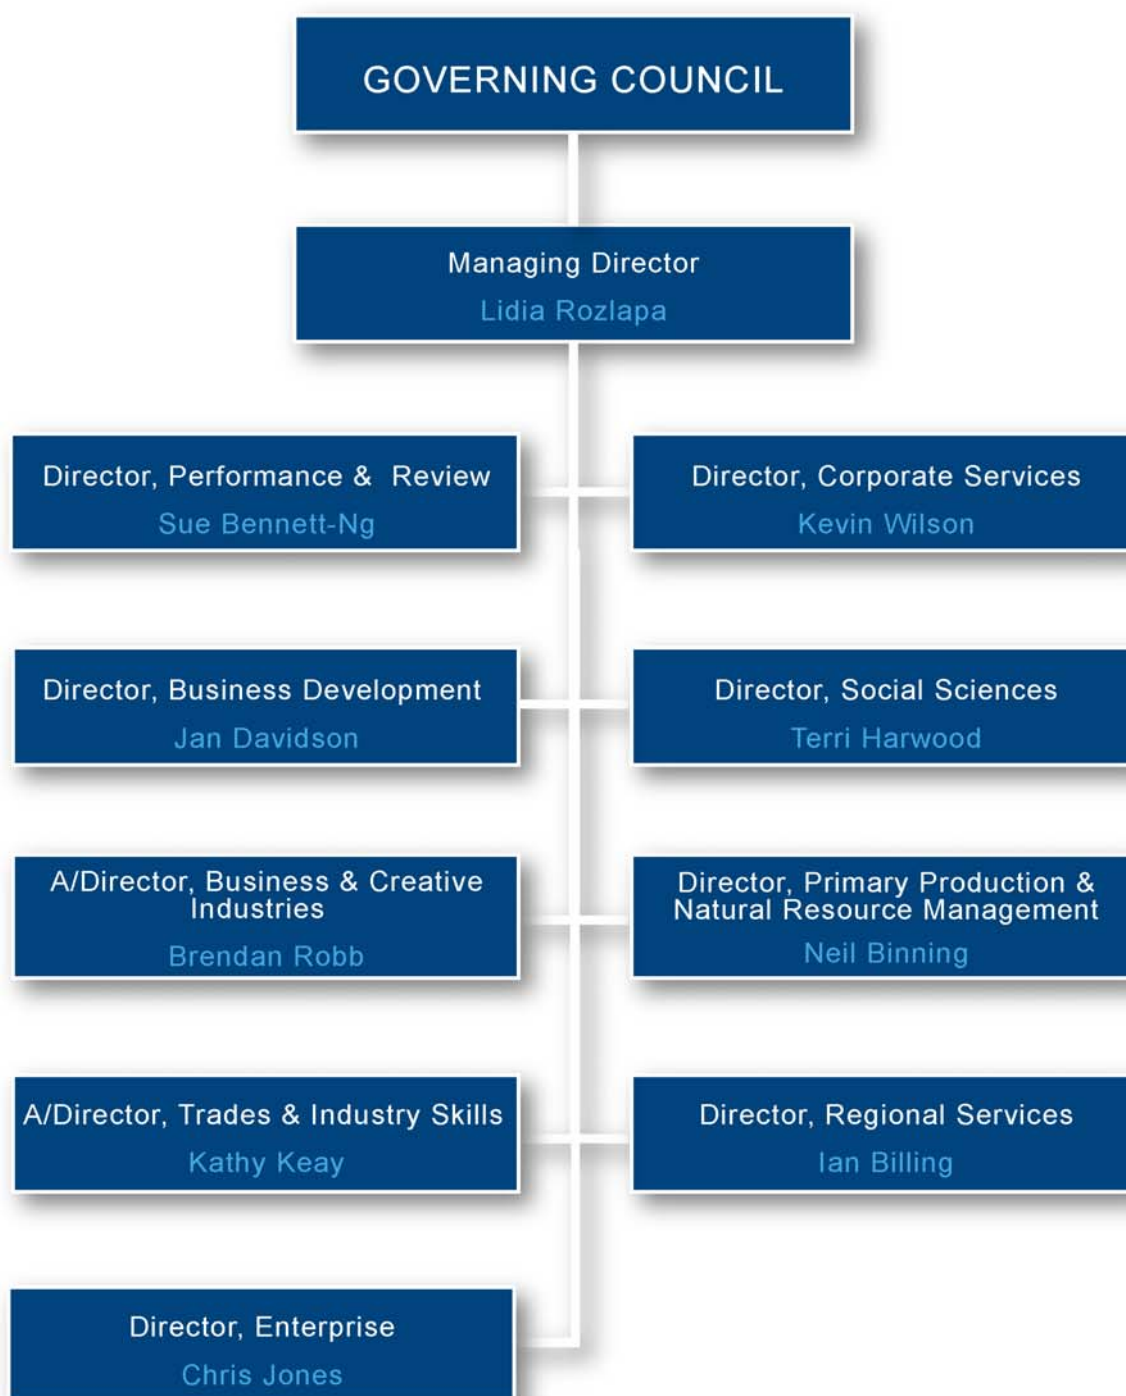 GOVERNING COUNCIL
Managing Director
Lidia Rozlapa
Director, Performance & Review
Sue Bennett-Ng
Director, Corporate Services
Kevin Wilson
Director, Business Development
Jan Davidson
Director, Social Sciences
Terri Harwood
A/Director, Business & Creative
Industries
Brendan Robb
Director, Primary Production &
Natural Resource Management
Neil Binning
A/Director, Trades & Industry Skills
Kathy Keay
Director, Regional Services
Ian Billing
Director, Enterprise
Chris Jones